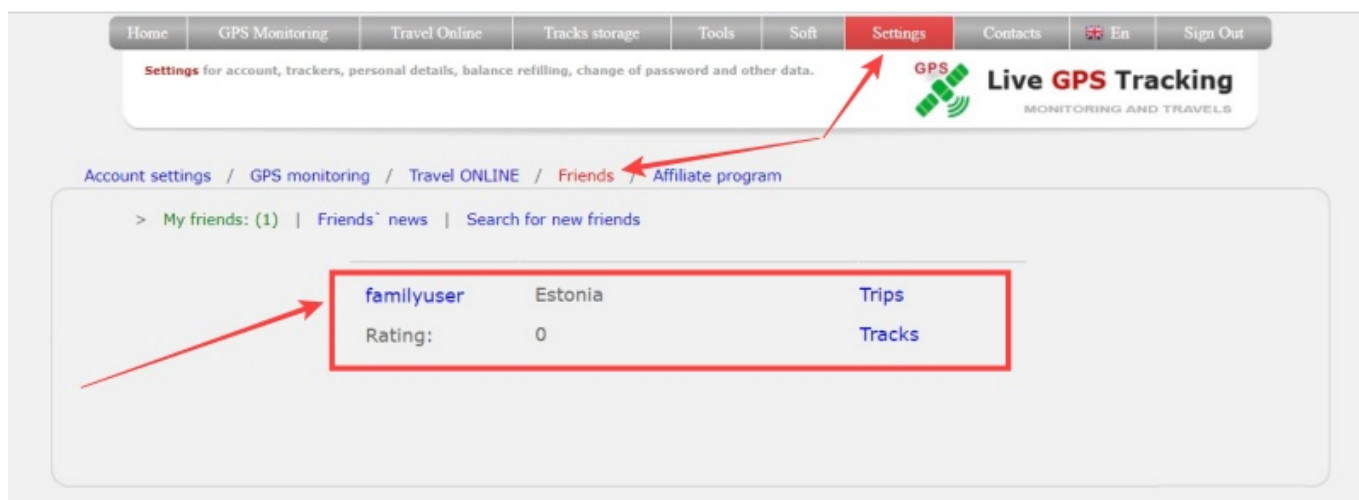 Home GPS Monitoring Travel Online Tracks storage Tools Soft Settings Contacts En Sign Out
Settings for account, trackers, personal details, balance refilling, change of password and other data.
GPS
Live GPS Tracking
MONITORING AND TRAVELS
Account settings / GPS monitoring / Travel ONLINE / Friends / Affiliate program
> My friends: (1) | Friends` news | Search for new friends
familyuser Estonia Trips
Rating: 0 Tracks